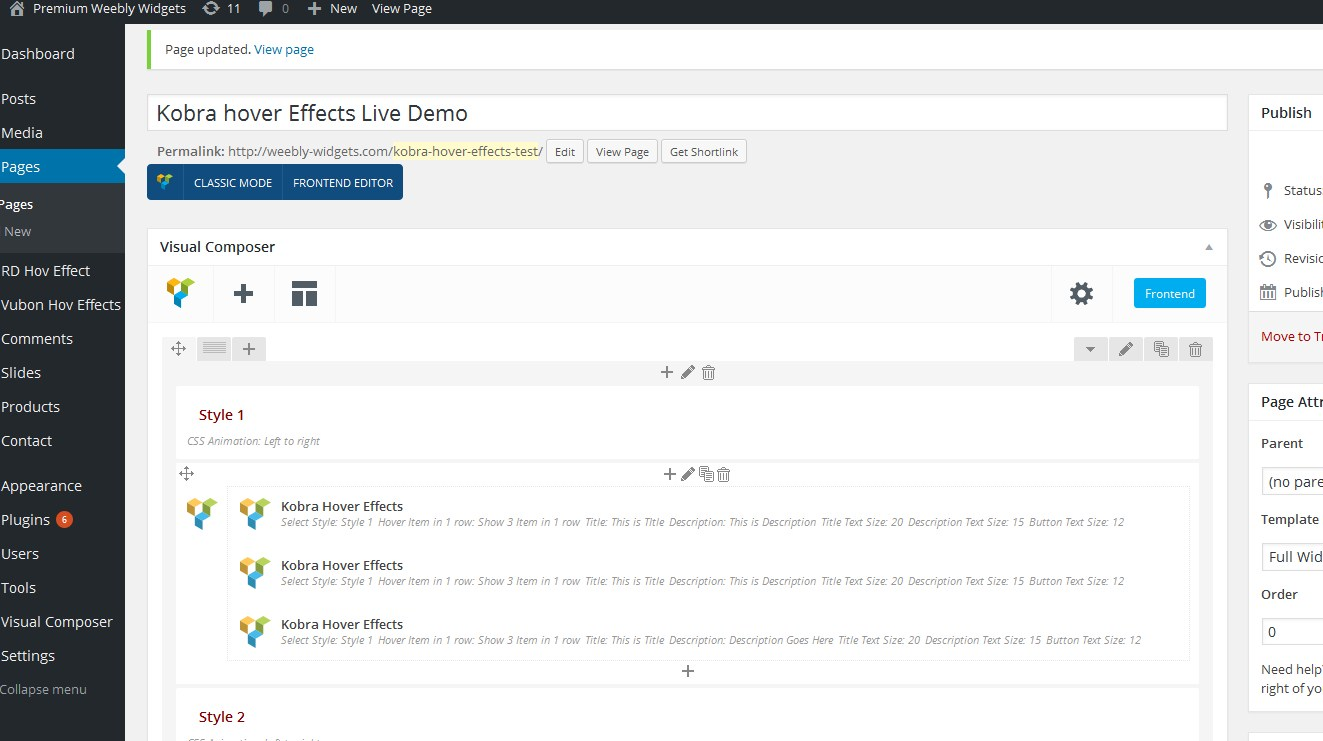 Premium Weebly Widgets 11 0 New View Page
Dashboard
Posts
Media
Pages
Pages
New
RD Hov Effect
Vubon Hov Effects
Comments
Slides
Products
Contact
Appearance
Plugins 6
Users
Tools
Visual Composer
Settings
Collapse menu
Page updated. View page
Kobra hover Effects Live Demo
Permalink: http://weebly-widgets.com/kobra-hover-effects-test/ Edit View Page Get Shortlink
CLASSIC MODE FRONTEND EDITOR
Visual Composer
Frontend
Style 1
CSS Animation: Left to right
Kobra Hover Effects
Select Style: Style 1 Hover Item in 1 row: Show 3 Item in 1 row Title: This is Title Description: This is Description Title Text Size: 20 Description Text Size: 15 Button Text Size: 12
Kobra Hover Effects
Select Style: Style 1 Hover Item in 1 row: Show 3 Item in 1 row Title: This is Title Description: This is Description Title Text Size: 20 Description Text Size: 15 Button Text Size: 12
Kobra Hover Effects
Select Style: Style 1 Hover Item in 1 row: Show 3 Item in 1 row Title: This is Title Description: Description Goes Here Title Text Size: 20 Description Text Size: 15 Button Text Size: 12
Style 2
CSS Animation: Left to right
Publish
Status
Visibilit
Revisio
Publish
Move to Tr
Page Attr
Parent
(no pare
Template
Full Wid
Order
0
Need help?
right of yo